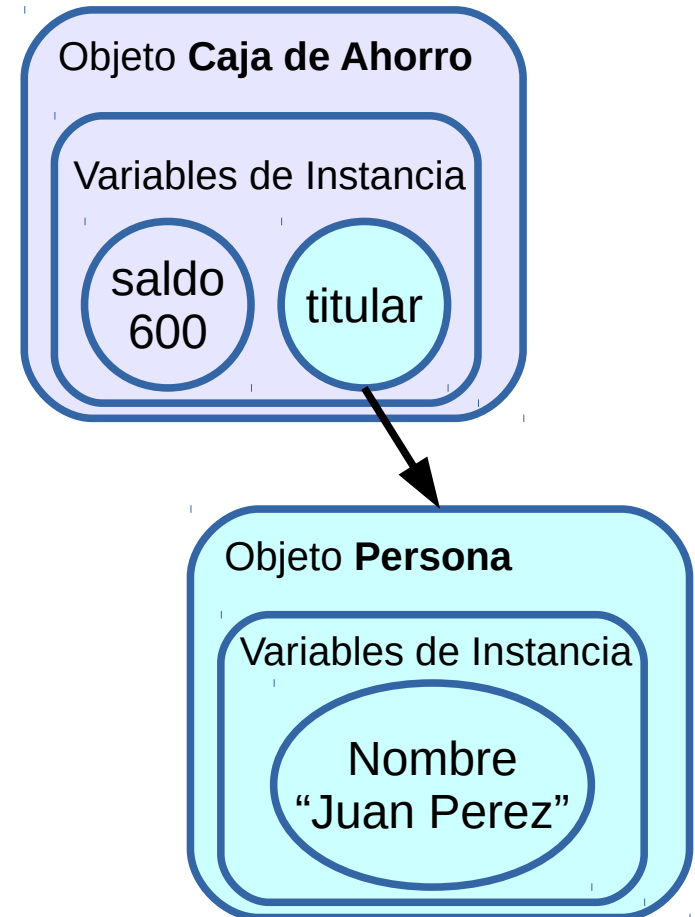 Objeto Caja de Ahorro
Variables de Instancia
saldo
600
titular
Objeto Persona
Variables de Instancia
Nombre
“Juan Perez”